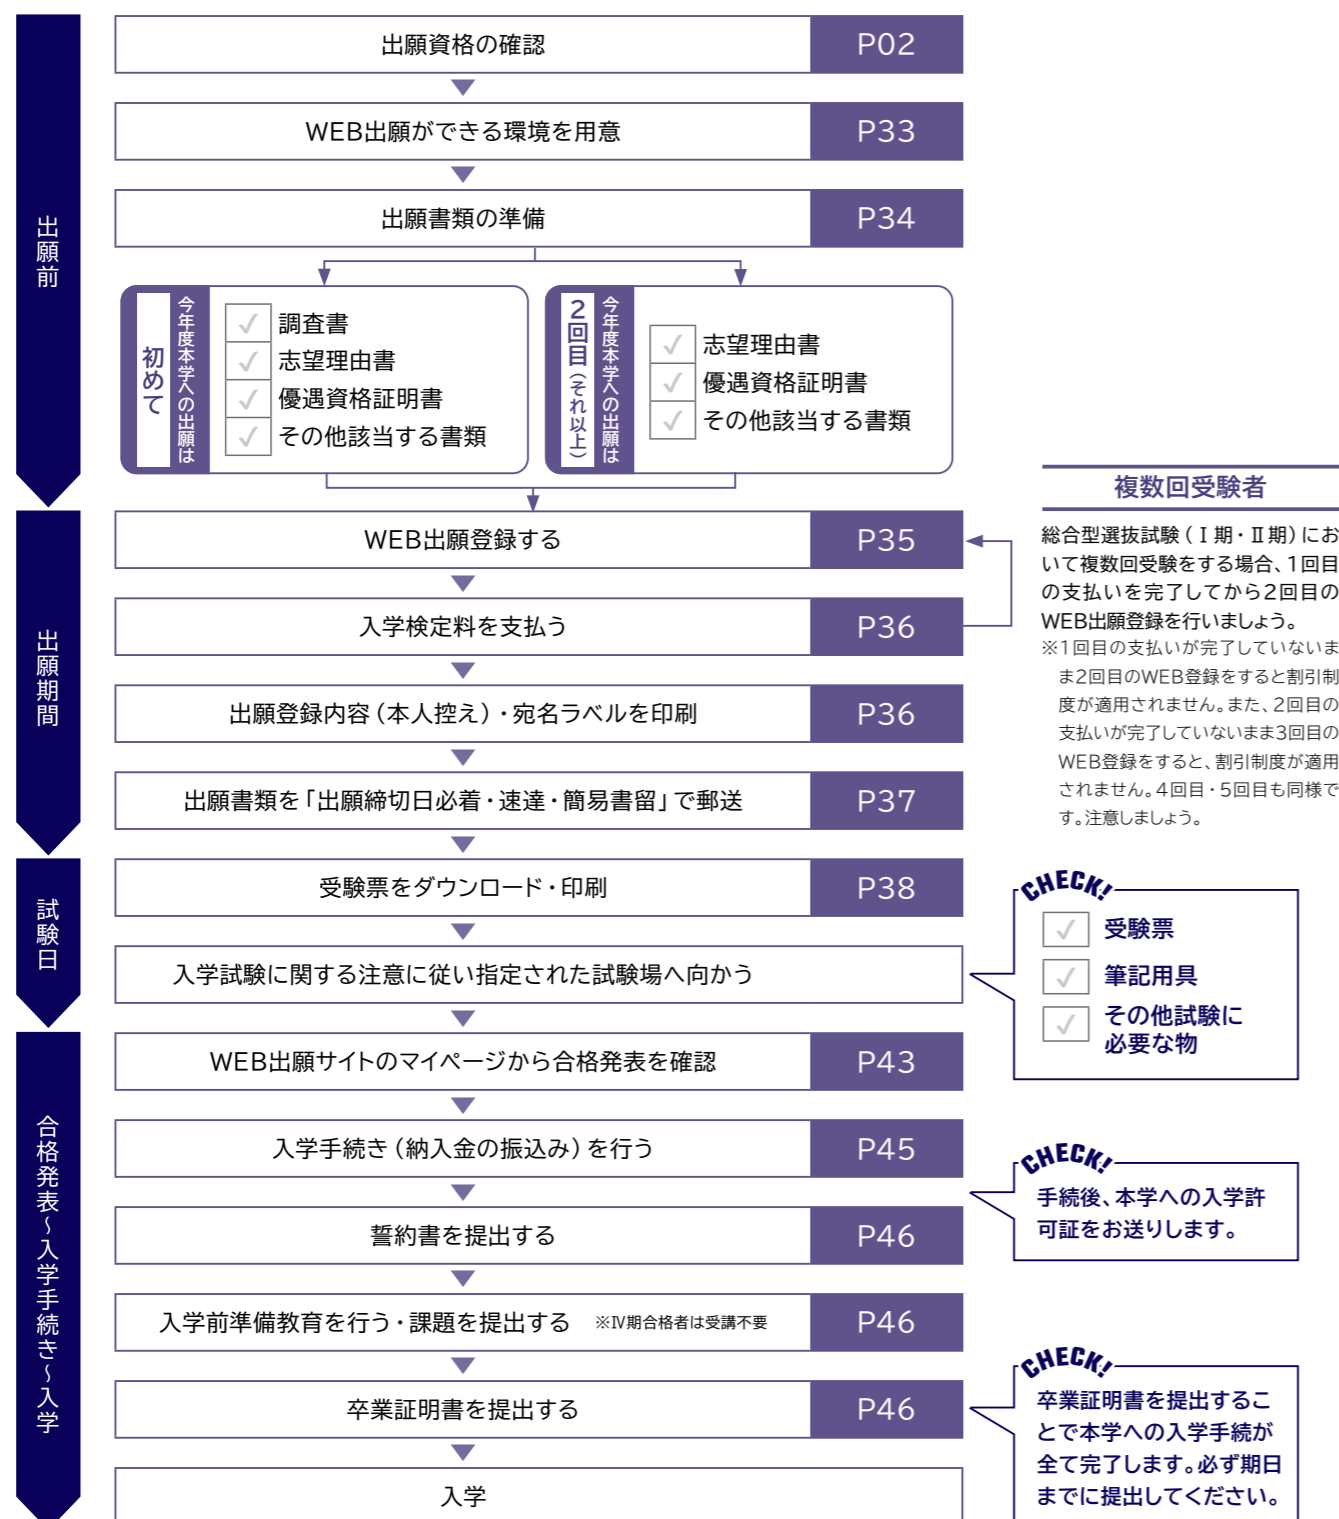 出願前
出願資格の確認 P02
WEB出願ができる環境を用意 P33
出願書類の準備 P34
今年度本学への出願は
初めて
調査書
志望理由書
優遇資格証明書
その他該当する書類
今年度本学への出願は
2回目(それ以上)
志望理由書
優遇資格証明書
その他該当する書類
出願期間
WEB出願登録する P35
入学検定料を支払う P36
出願登録内容(本人控え)・宛名ラベルを印刷 P36
出願書類を「出願締切日必着・速達・簡易書留」で郵送 P37
複数回受験者
総合型選抜試験(Ⅰ期・Ⅱ期)にお
いて複数回受験をする場合、1回目
の支払いを完了してから2回目の
WEB出願登録を行いましょう。
※1回目の支払いが完了していないま
ま2回目のWEB登録をすると割引制
度が適用されません。また、2回目の
支払いが完了していないまま3回目の
WEB登録をすると、割引制度が適用
されません。4回目・5回目も同様で
す。注意しましょう。
試験日
受験票をダウンロード・印刷 P38
入学試験に関する注意に従い指定された試験場へ向かう
CHECK!
受験票
筆記用具
その他試験に
必要な物
合格発表~入学手続き~入学
WEB出願サイトのマイページから合格発表を確認 P43
入学手続き(納入金の振込み)を行う P45
誓約書を提出する P46
CHECK!
手続後、本学への入学許
可証をお送りします。
入学前準備教育を行う・課題を提出する ※Ⅳ期合格者は受講不要 P46
卒業証明書を提出する P46
入学
CHECK!
卒業証明書を提出するこ
とで本学への入学手続が
全て完了します。必ず期日
までに提出してください。